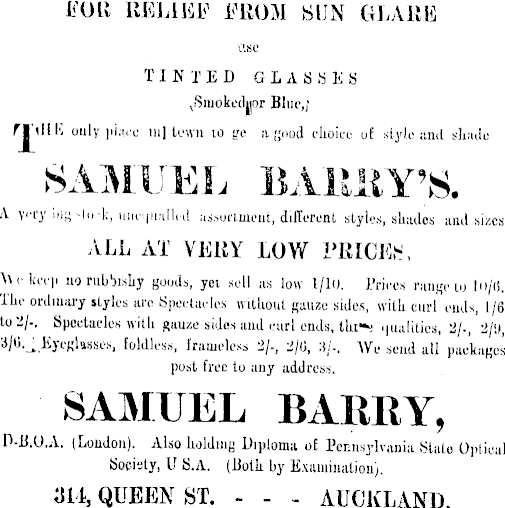 FOR RELIEF FROM SUN GLARE
use
TINTED GLASSES
(Smoked or Blue,)
THE only place in town to ge a good choice of style and shade
SAMUEL BARRY'S.
A very big stock, unequalled assortment, different styles, shades and sizes
ALL AT VERY LOW PRICES.
We keep no rubbishy goods, yet sell as low 1/10. Prices range to 10/6.
The ordinary styles are Spectacles without gauze sides, with curl ends, 1/6
to 2/-. Spectacles with gauze sides and curl ends, three qualities, 2/-, 2/9,
3/6. Eyeglasses, foldless, frameless 2/-, 2/6, 3/-. We send all packages
post free to any address.
SAMUEL BARRY,
D.B.O.A. (London). Also holding Diploma of Pennsylvania State Optical
Society, U S.A. (Both by Examination).
314, QUEEN ST. - - - AUCKLAND.